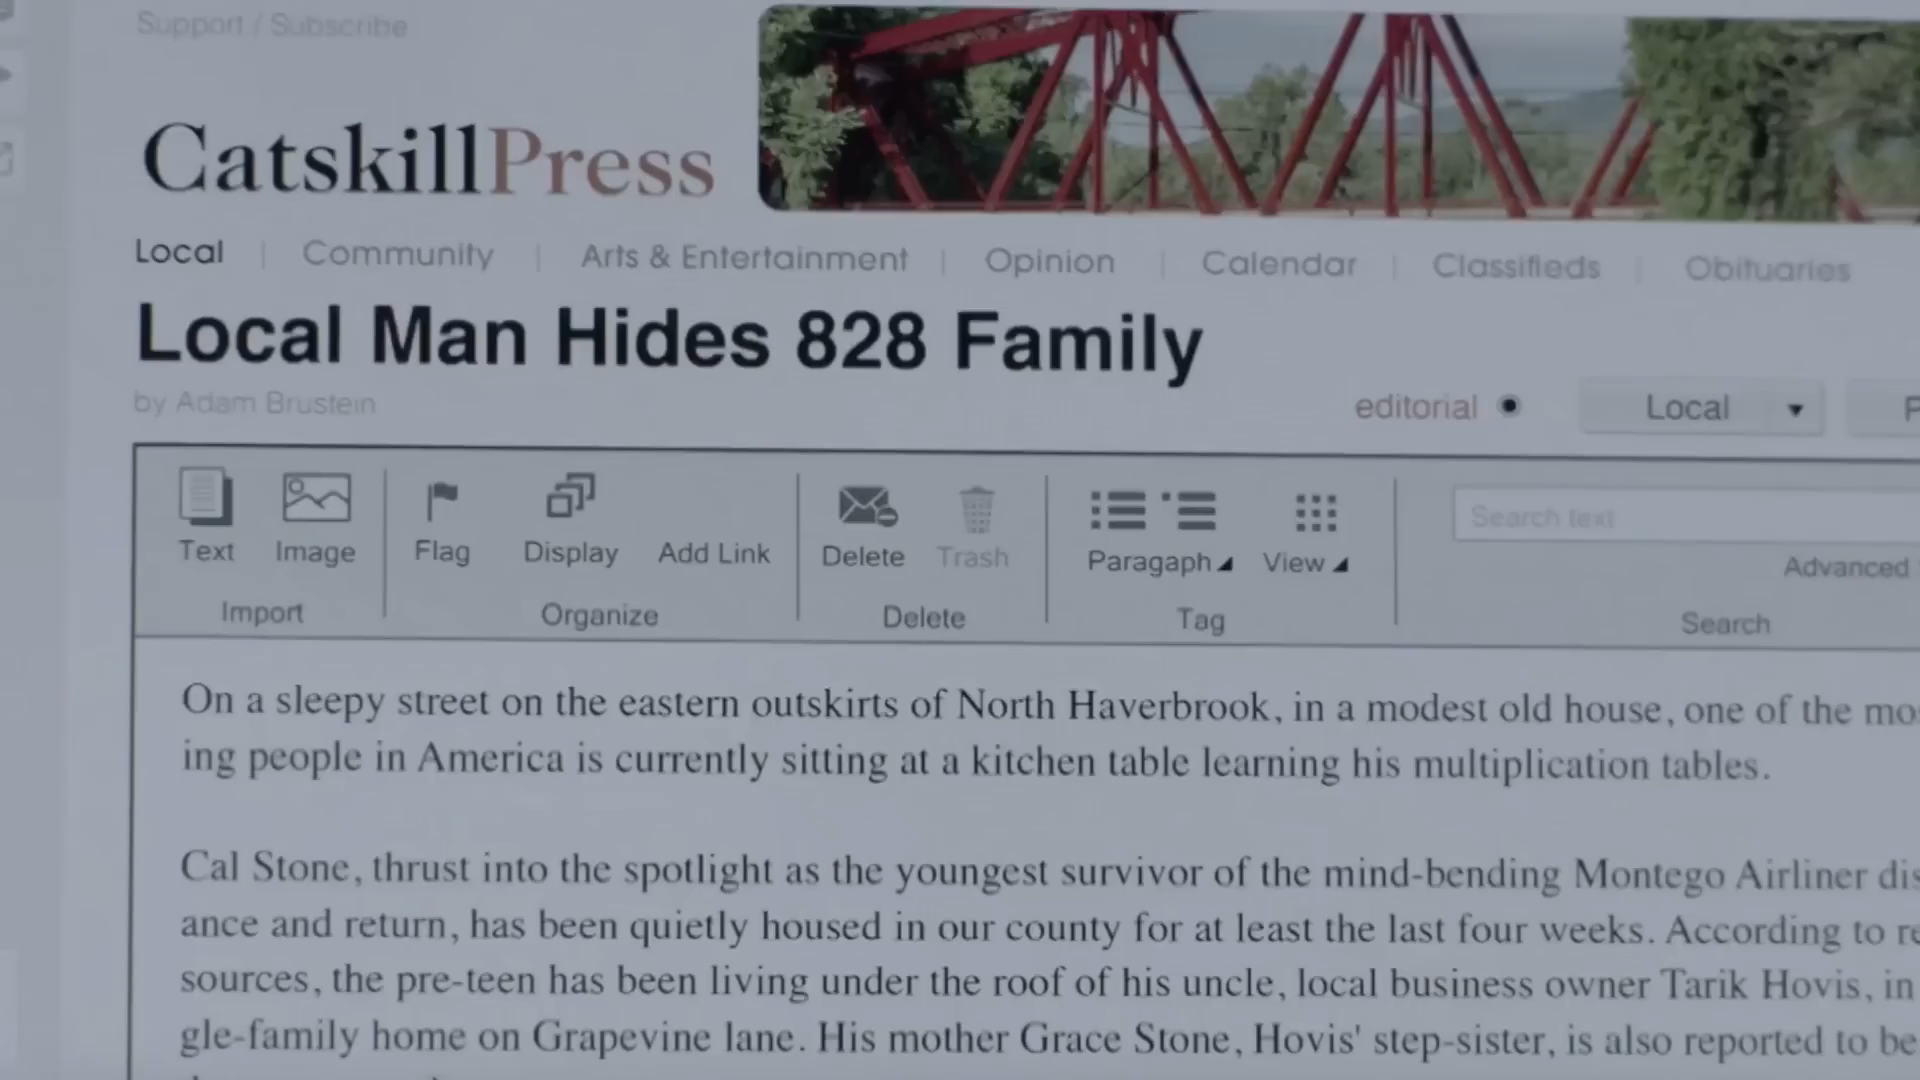 Support / Subscribe
CatskillPress
Local | Community | Arts & Entertainment | Opinion | Calendar | Classifieds | Obituaries
Local Man Hides 828 Family
by Adam Brustein
editorial
Local
Text Image Flag Display Add Link Delete Trash Paragaph View
Search text
Advanced
Import Organize Delete Tag Search
On a sleepy street on the eastern outskirts of North Haverbrook, in a modest old house, one of the
ing people in America is currently sitting at a kitchen table learning his multiplication tables.
Cal Stone, thrust into the spotlight as the youngest survivor of the mind-bending Montego Airliner
ance and return, has been quietly housed in our county for at least the last four weeks. According to
sources, the pre-teen has been living under the roof of his uncle, local business owner Tarik Hovis, in
gle-family home on Grapevine lane. His mother Grace Stone, Hovis' step-sister, is also reported to be